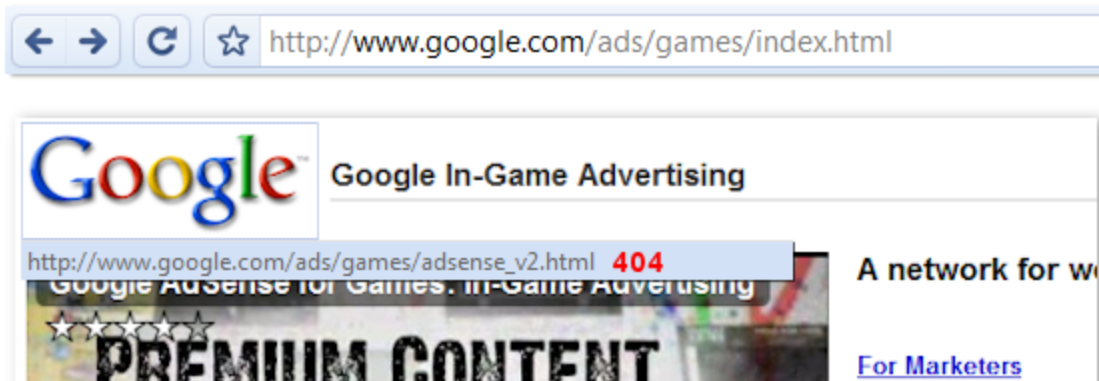 http://www.google.com/ads/games/index.html
Google™
Google In-Game Advertising
http://www.google.com/ads/games/adsense_v2.html 404
Google AdSense for Games: In-Game Advertising
A network for
PREMIUM CONTENT
For Marketers